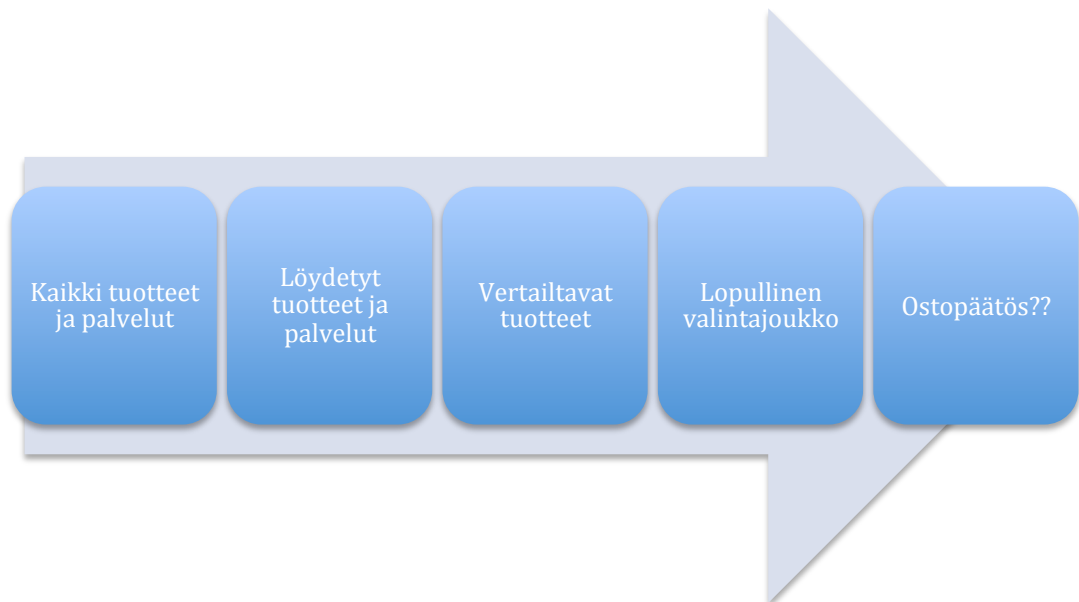 Kaikki tuotteet
ja palvelut
Löydetyt
tuotteet ja
palvelut
Vertailtavat
tuotteet
Lopullinen
valintajoukko
Ostopäätös??